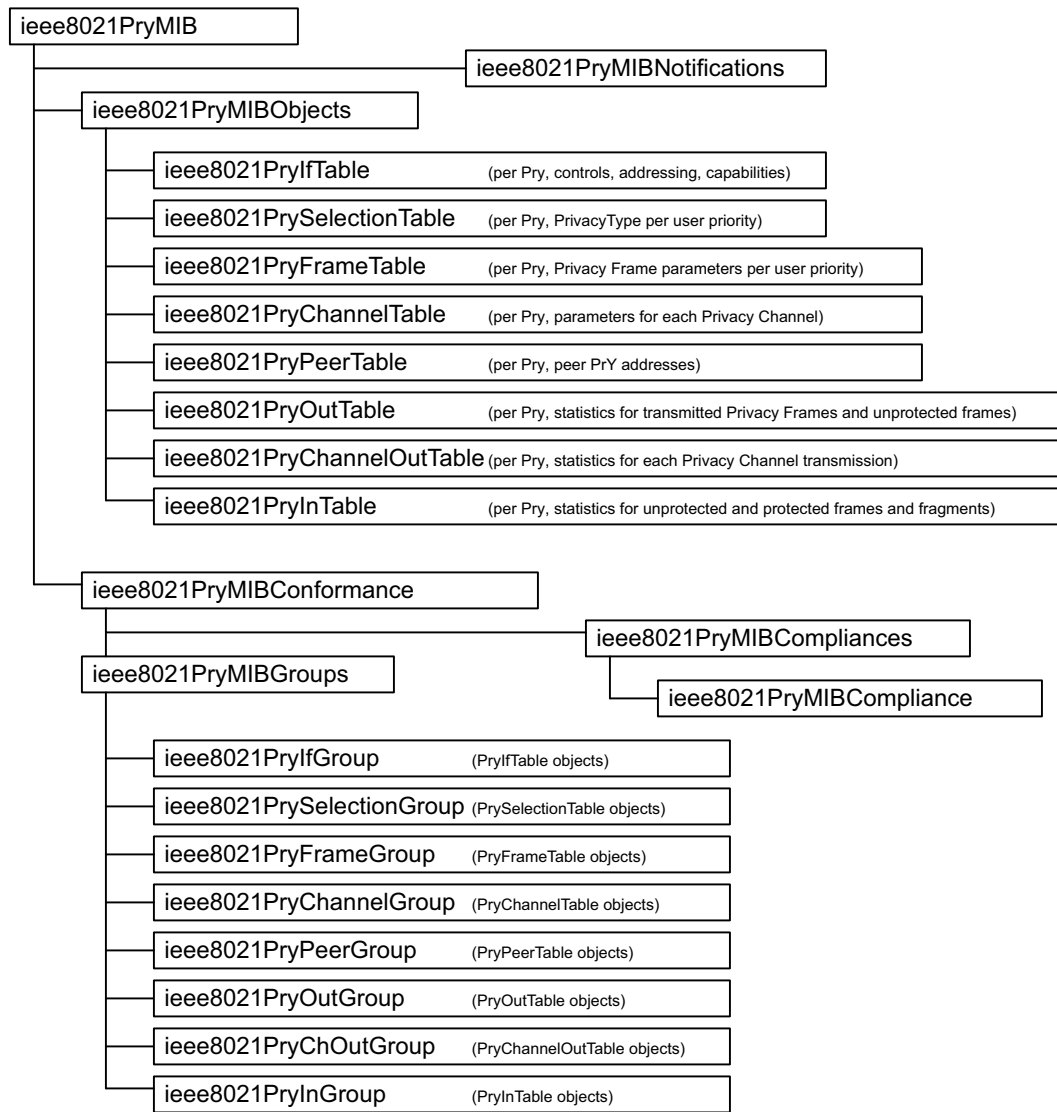 ieee8021PryMIB
ieee8021PryMIBNotifications
ieee8021PryMIBObjects
ieee8021PryIfTable (per Pry, controls, addressing, capabilities)
ieee8021PrySelectionTable (per Pry, PrivacyType per user priority)
ieee8021PryFrameTable (per Pry, Privacy Frame parameters per user priority)
ieee8021PryChannelTable (per Pry, parameters for each Privacy Channel)
ieee8021PryPeerTable (per Pry, peer PrY addresses)
ieee8021PryOutTable (per Pry, statistics for transmitted Privacy Frames and unprotected frames)
ieee8021PryChannelOutTable (per Pry, statistics for each Privacy Channel transmission)
ieee8021PryInTable (per Pry, statistics for unprotected and protected frames and fragments)
ieee8021PryMIBConformance
ieee8021PryMIBCompliances
ieee8021PryMIBGroups
ieee8021PryMIBCompliance
ieee8021PryIfGroup (PryIfTable objects)
ieee8021PrySelectionGroup (PrySelectionTable objects)
ieee8021PryFrameGroup (PryFrameTable objects)
ieee8021PryChannelGroup (PryChannelTable objects)
ieee8021PryPeerGroup (PryPeerTable objects)
ieee8021PryOutGroup (PryOutTable objects)
ieee8021PryChOutGroup (PryChannelOutTable objects)
ieee8021PryInGroup (PryInTable objects)